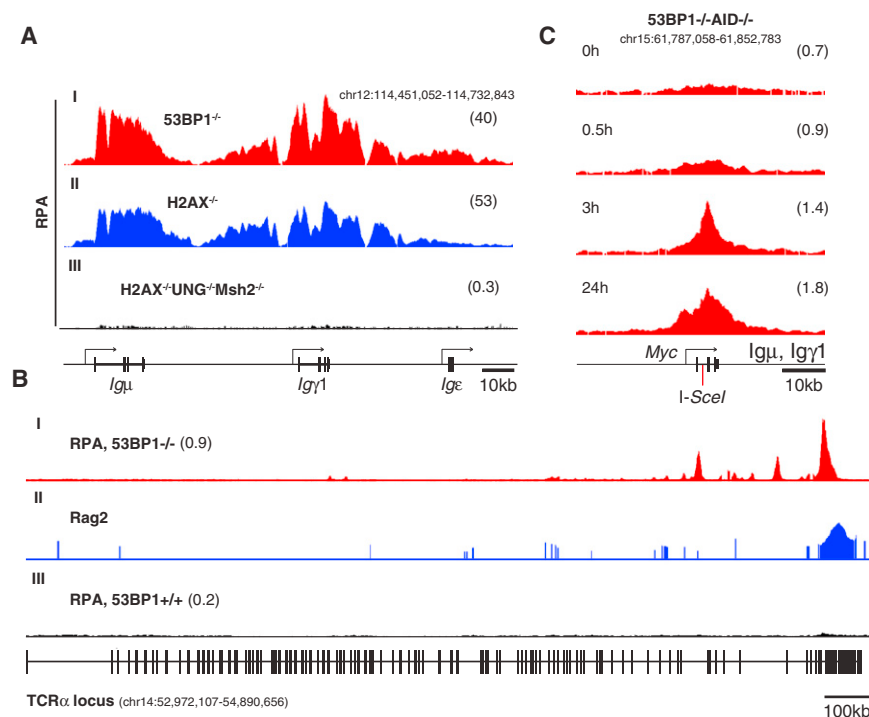 A
I
chr12:114,451,052-114,732,843
53BP1-/-
(40)
II
H2AX-/-
(53)
RPA
III
H2AX-/-UNG-/-Msh2-/-
(0.3)
Igμ
Igγ1
Igε
10kb
C
53BP1-/-AID-/-
chr15:61,787,058-61,852,783
0h
(0.7)
0.5h
(0.9)
3h
(1.4)
24h
(1.8)
Myc
Igμ, Igγ1
10kb
I-SceI
B
I
RPA, 53BP1-/- (0.9)
II
Rag2
III
RPA, 53BP1+/+ (0.2)
TCRα locus (chr14:52,972,107-54,890,656)
100kb